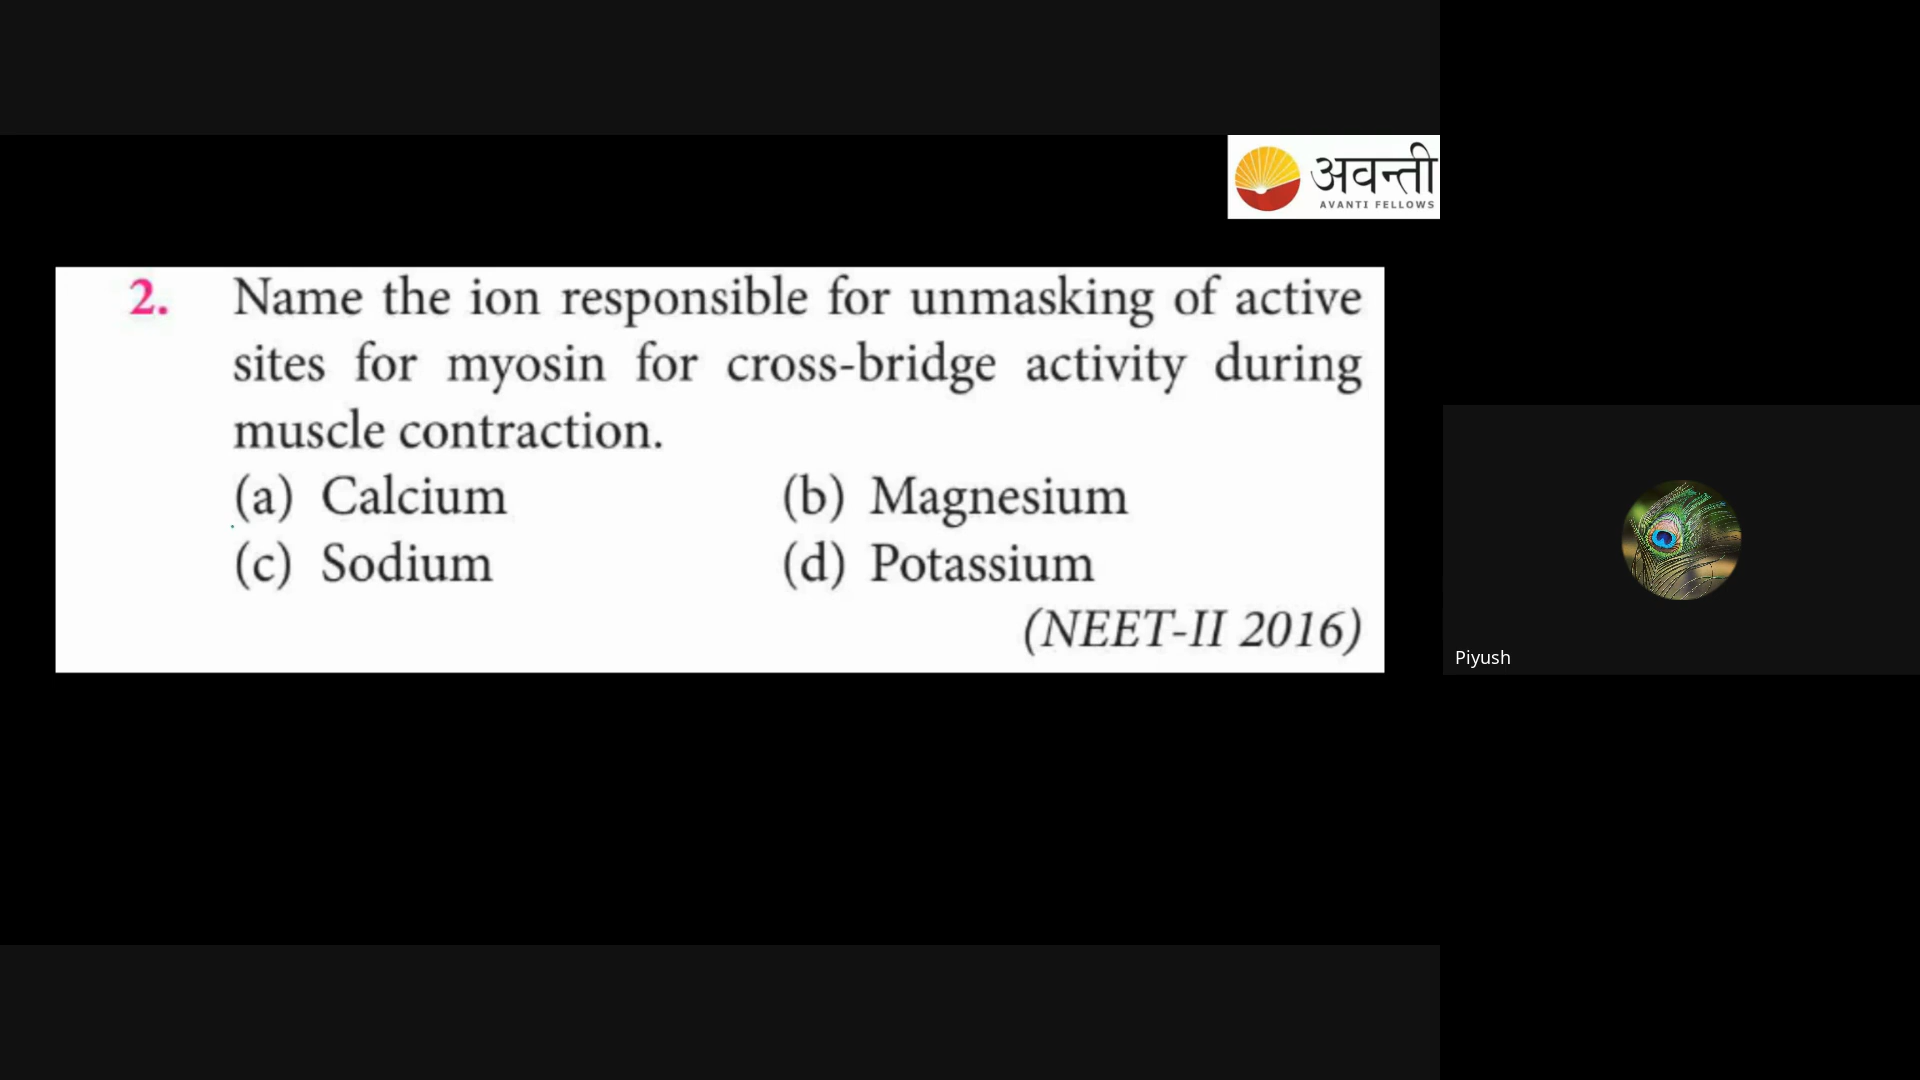 अवन्ती
AVANTI FELLOWS
2. Name the ion responsible for unmasking of active
sites for myosin for cross-bridge activity during
muscle contraction.
(a) Calcium (b) Magnesium
(c) Sodium (d) Potassium
(NEET-II 2016)
Piyush